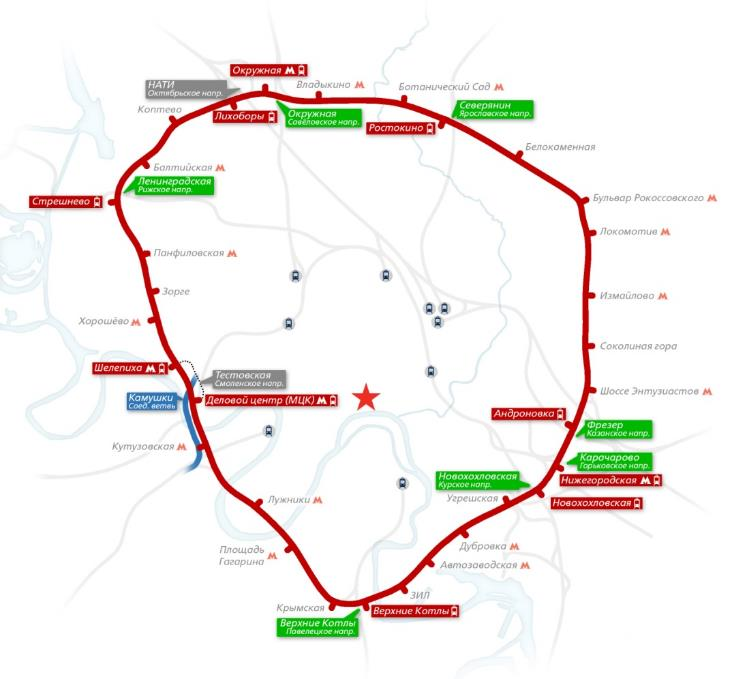 Окружная
НАТИ
Октябрьское напр.
Владыкино
Ботанический Сад
Коптево
Лихоборы
Окружная
Савёловское напр.
Ростокино
Северянин
Ярославское напр.
Белокаменная
Балтийская
Ленинградская
Рижское напр.
Стрешнево
Бульвар Рокоссовского
Локомотив
Панфиловская
Зорге
Измайлово
Хорошёво
Соколиная гора
Шелепиха
Тестовская
Смоленское напр.
Шоссе Энтузиастов
Камушки
Соед. ветвь
Деловой центр (МЦК)
Андроновка
Фрезер
Казанское напр.
Кутузовская
Карачарово
Горьковское напр.
Новохохловская
Курское напр.
Нижегородская
Угрешская
Новохохловская
Лужники
Дубровка
Площадь
Гагарина
Автозаводская
ЗИЛ
Крымская
Верхние Котлы
Верхние Котлы
Павелецкое напр.